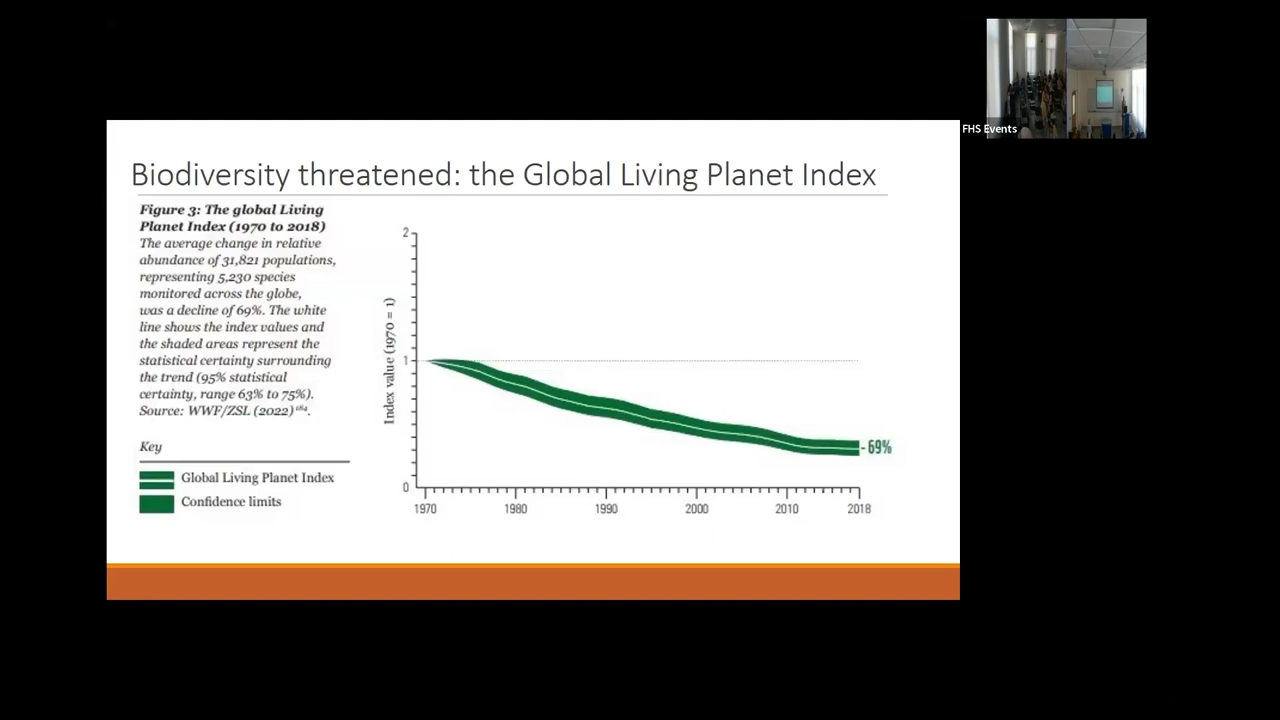 FHS Events
Biodiversity threatened: the Global Living Planet Index
Figure 3: The global Living
Planet Index (1970 to 2018)
The average change in relative
abundance of 31,821 populations,
representing 5,230 species
monitored across the globe,
was a decline of 69%. The white
line shows the index values and
the shaded areas represent the
statistical certainty surrounding
the trend (95% statistical
certainty, range 63% to 75%).
Source: WWF/ZSL (2022)¹⁸⁴.
Key
Global Living Planet Index
Confidence limits
Index value (1970 = 1)
2
1
0
1970
1980
1990
2000
2010
2018
- 69%